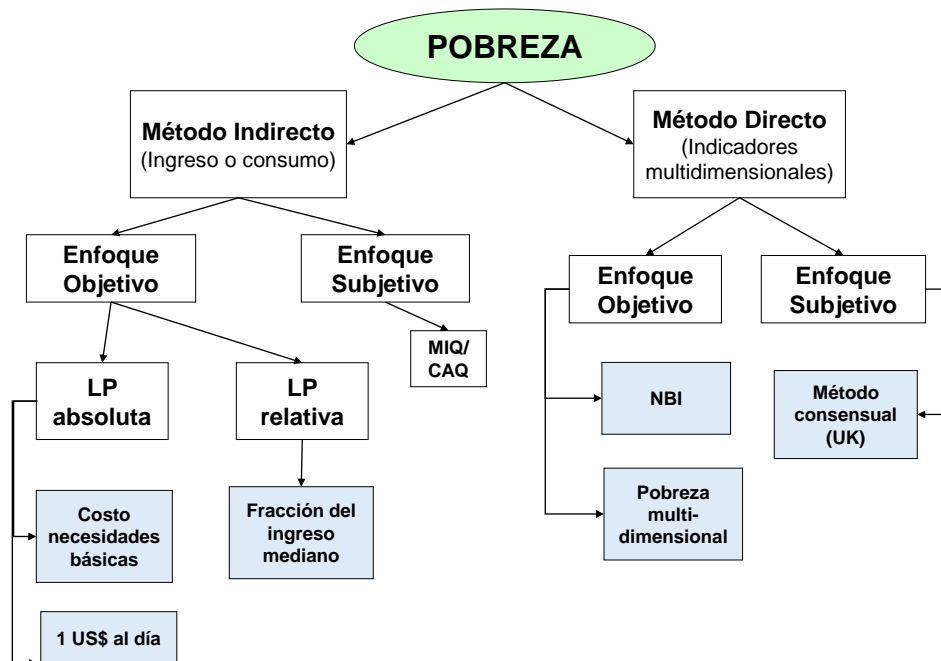 POBREZA
Método Indirecto
(Ingreso o consumo)
Método Directo
(Indicadores
multidimensionales)
Enfoque
Objetivo
Enfoque
Subjetivo
Enfoque
Objetivo
Enfoque
Subjetivo
MIQ/
CAQ
LP
absoluta
LP
relativa
NBI
Método
consensual
(UK)
Costo
necesidades
básicas
Fracción del
ingreso
mediano
Pobreza
multi-
dimensional
1 US$ al día